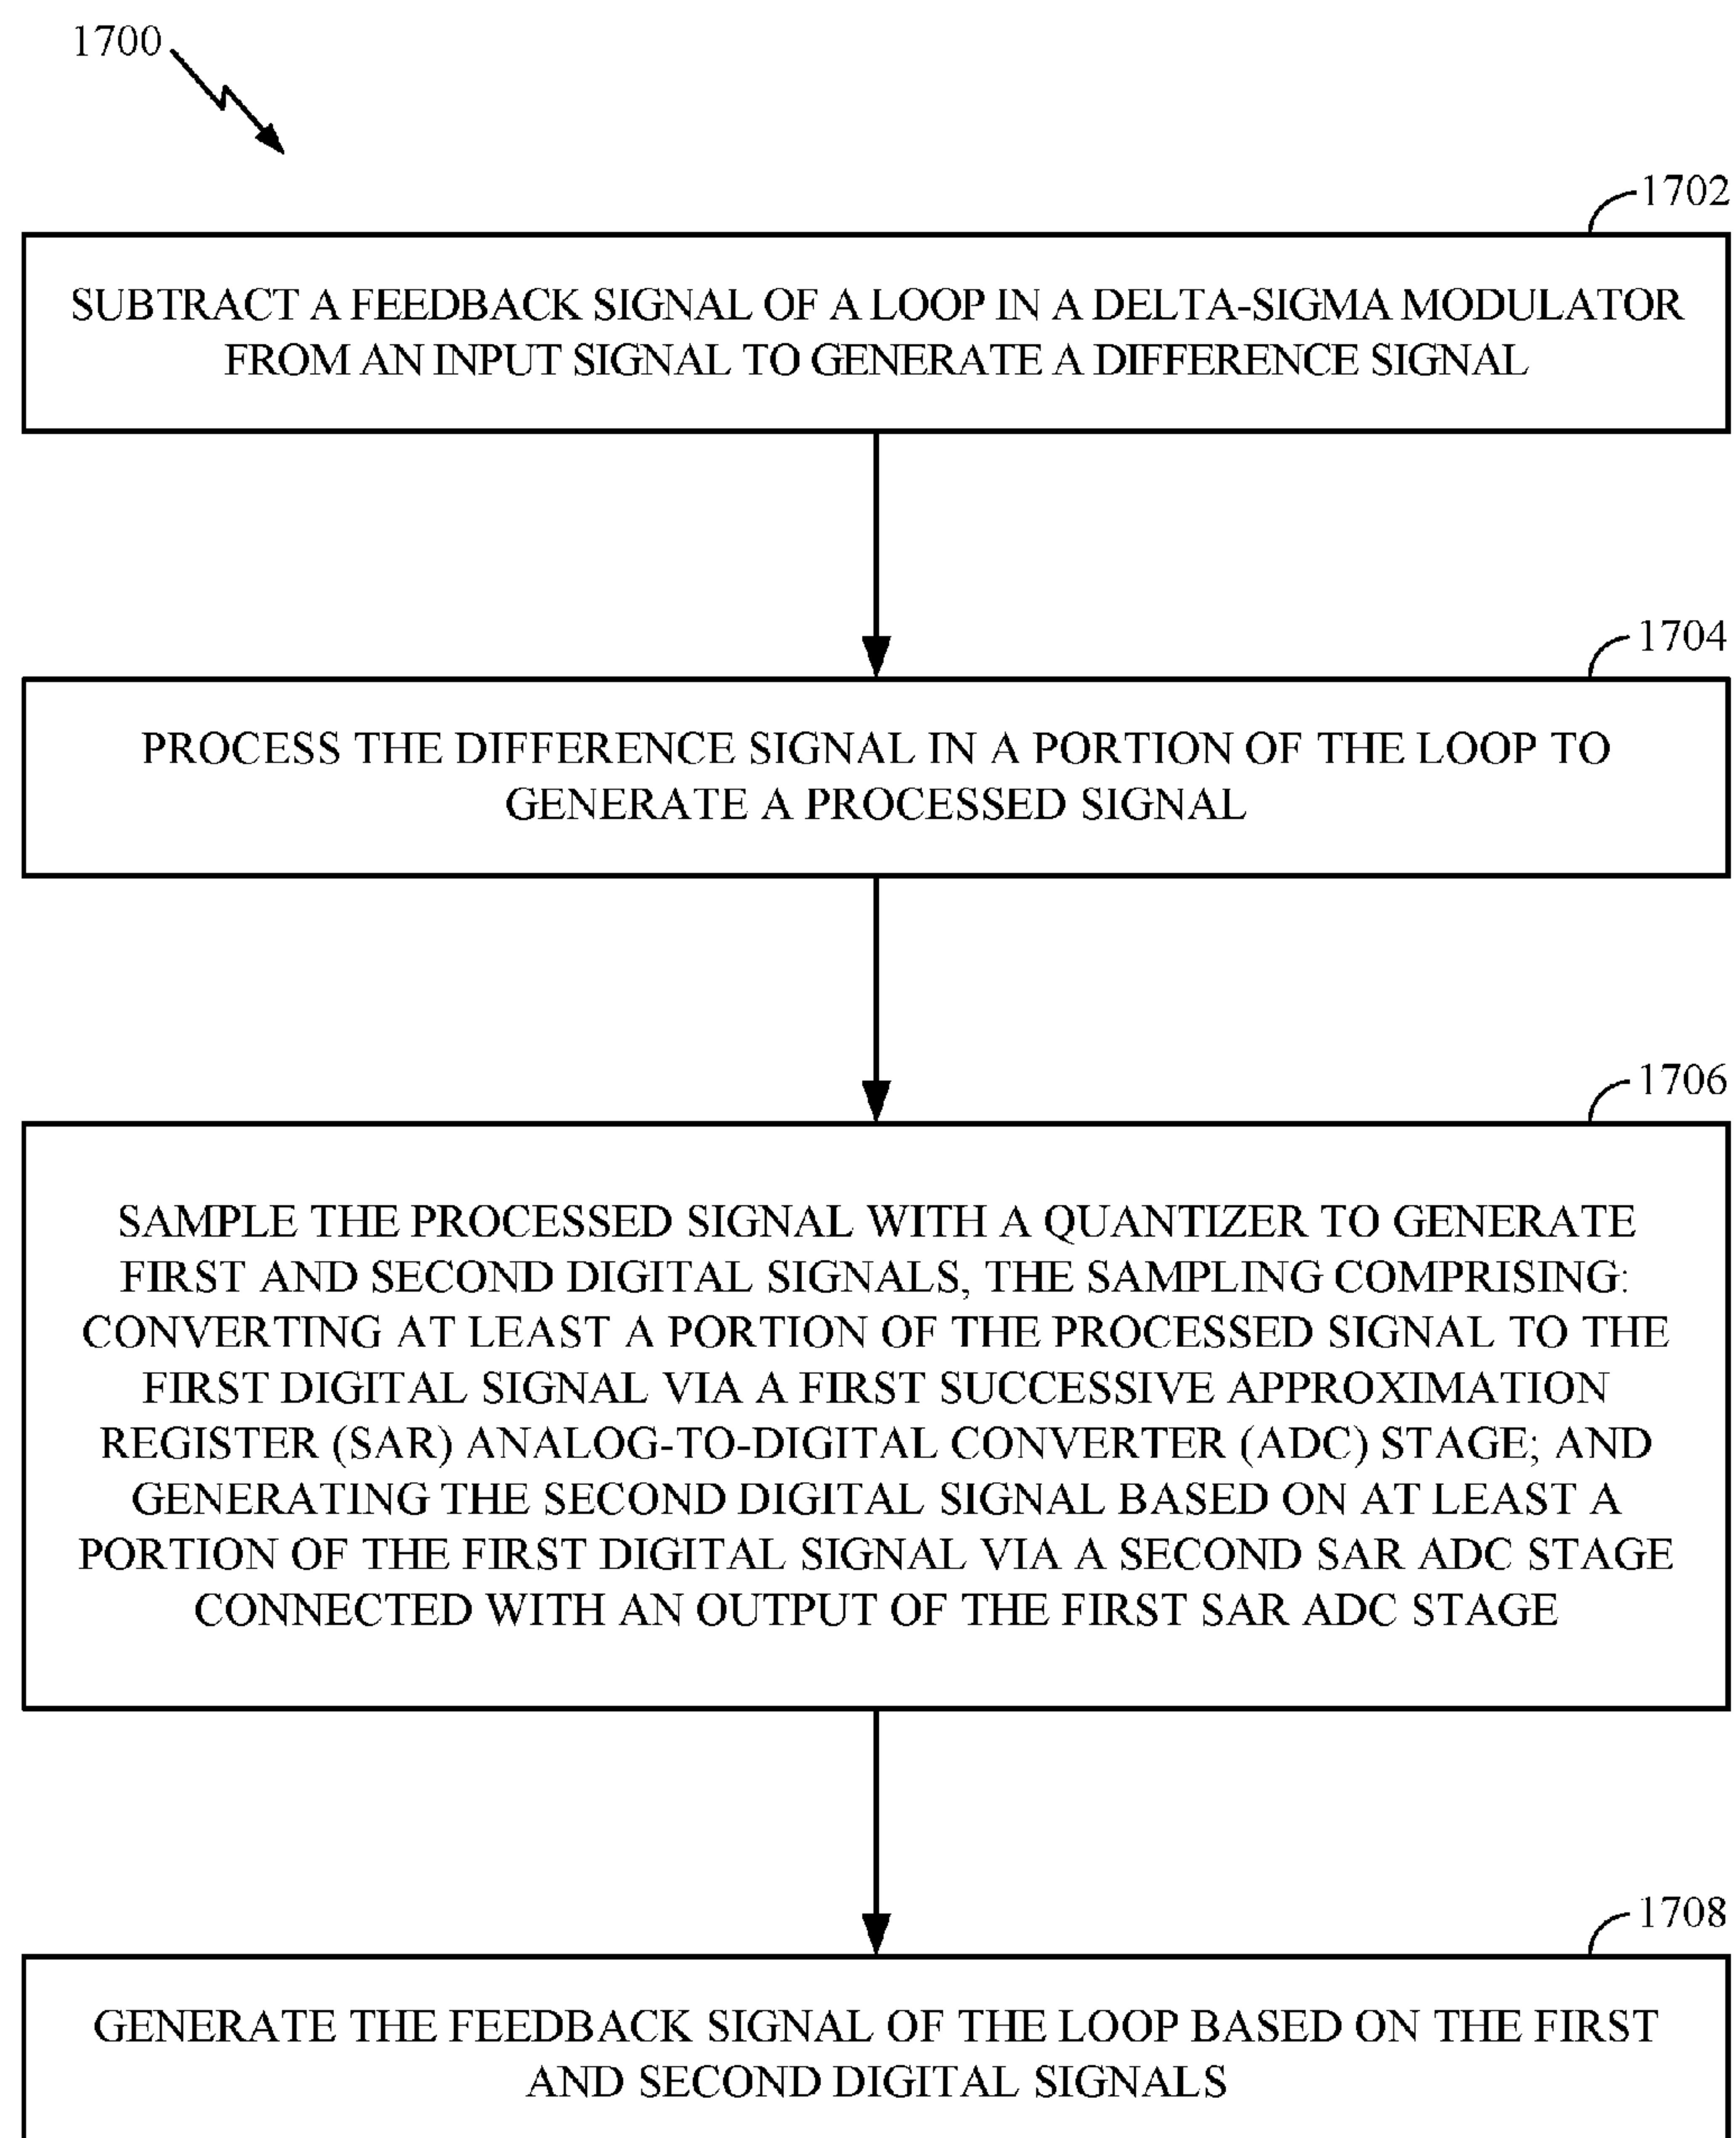 1700
1702
SUBTRACT A FEEDBACK SIGNAL OF A LOOP IN A DELTA-SIGMA MODULATOR
FROM AN INPUT SIGNAL TO GENERATE A DIFFERENCE SIGNAL
1704
PROCESS THE DIFFERENCE SIGNAL IN A PORTION OF THE LOOP TO
GENERATE A PROCESSED SIGNAL
1706
SAMPLE THE PROCESSED SIGNAL WITH A QUANTIZER TO GENERATE
FIRST AND SECOND DIGITAL SIGNALS, THE SAMPLING COMPRISING:
CONVERTING AT LEAST A PORTION OF THE PROCESSED SIGNAL TO THE
FIRST DIGITAL SIGNAL VIA A FIRST SUCCESSIVE APPROXIMATION
REGISTER (SAR) ANALOG-TO-DIGITAL CONVERTER (ADC) STAGE; AND
GENERATING THE SECOND DIGITAL SIGNAL BASED ON AT LEAST A
PORTION OF THE FIRST DIGITAL SIGNAL VIA A SECOND SAR ADC STAGE
CONNECTED WITH AN OUTPUT OF THE FIRST SAR ADC STAGE
1708
GENERATE THE FEEDBACK SIGNAL OF THE LOOP BASED ON THE FIRST
AND SECOND DIGITAL SIGNALS